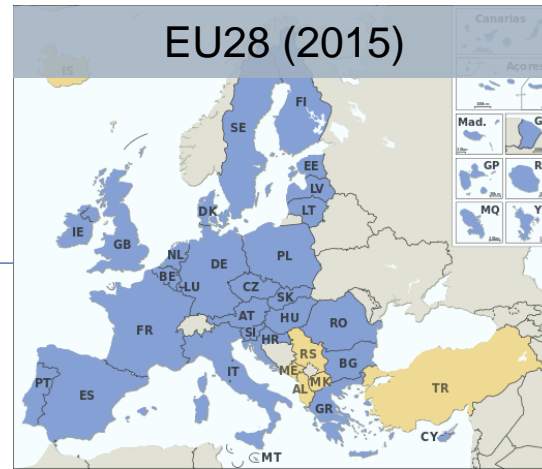 EU28 (2015)
Canarias
Açores
IS
FI
SE
Mad.
G
EE
LV
DK
LT
GP
R
IE
GB
MQ
Y
NL
DE
PL
BE
LU
CZ
SK
AT
HU
FR
SI
HR
RO
RS
BG
IT
ME
MK
PT
ES
AL
TR
GR
CY
MT